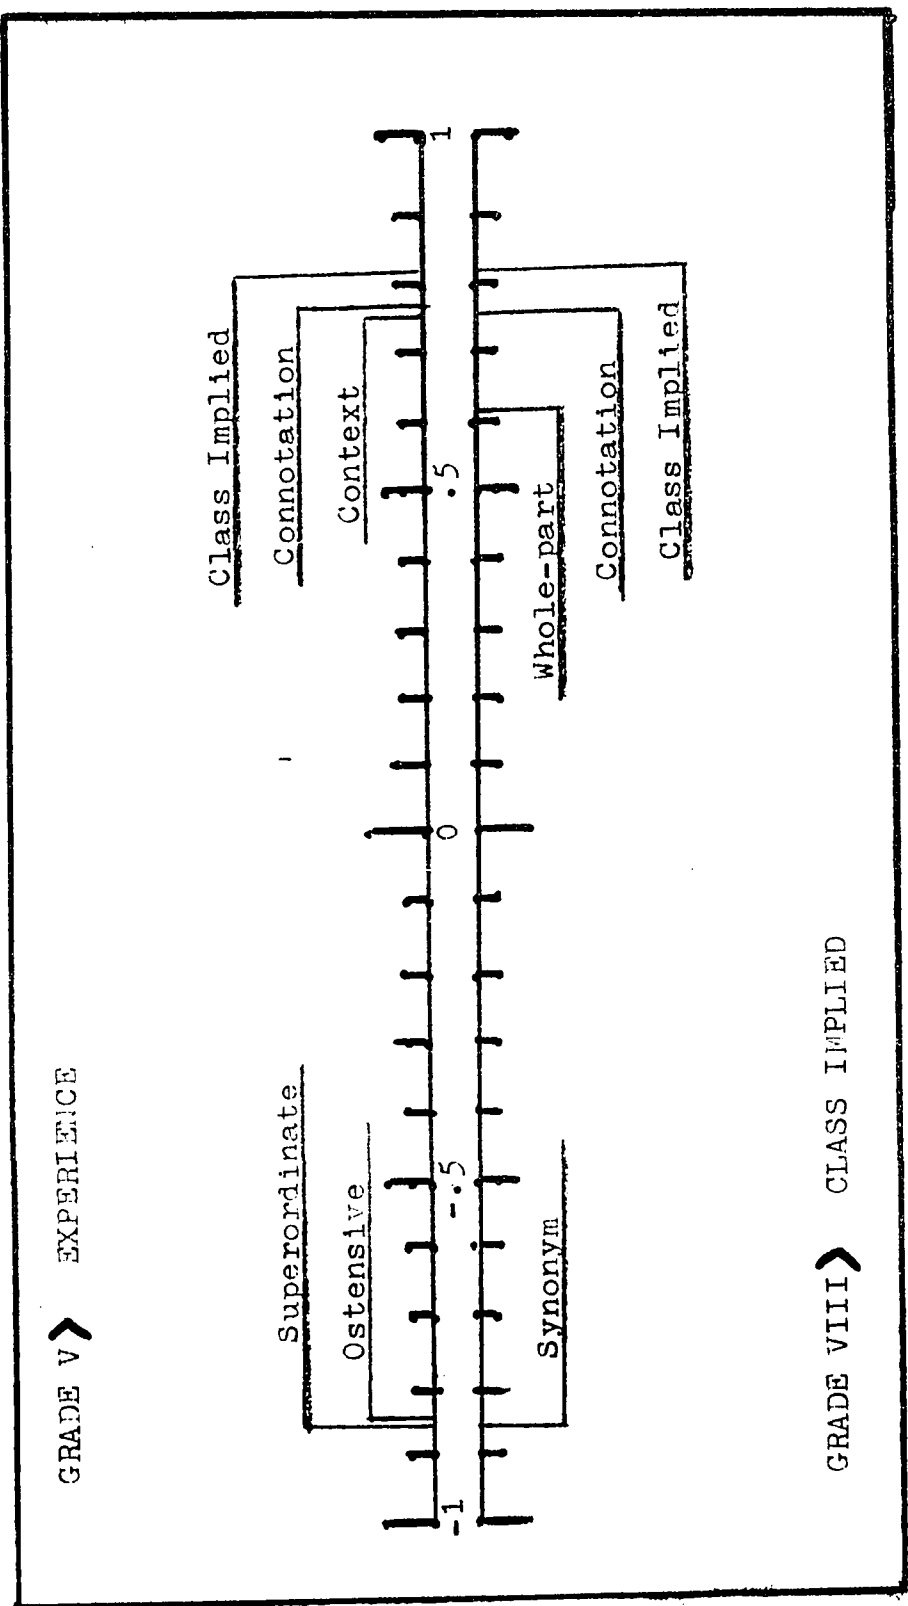 GRADE V > EXPERIENCE
Class Implied
Connotation
Superordinate
Context
Ostensive
-1
-.5
0
.5
1
Whole-part
Synonym
Connotation
Class Implied
GRADE VIII > CLASS IMPLIED